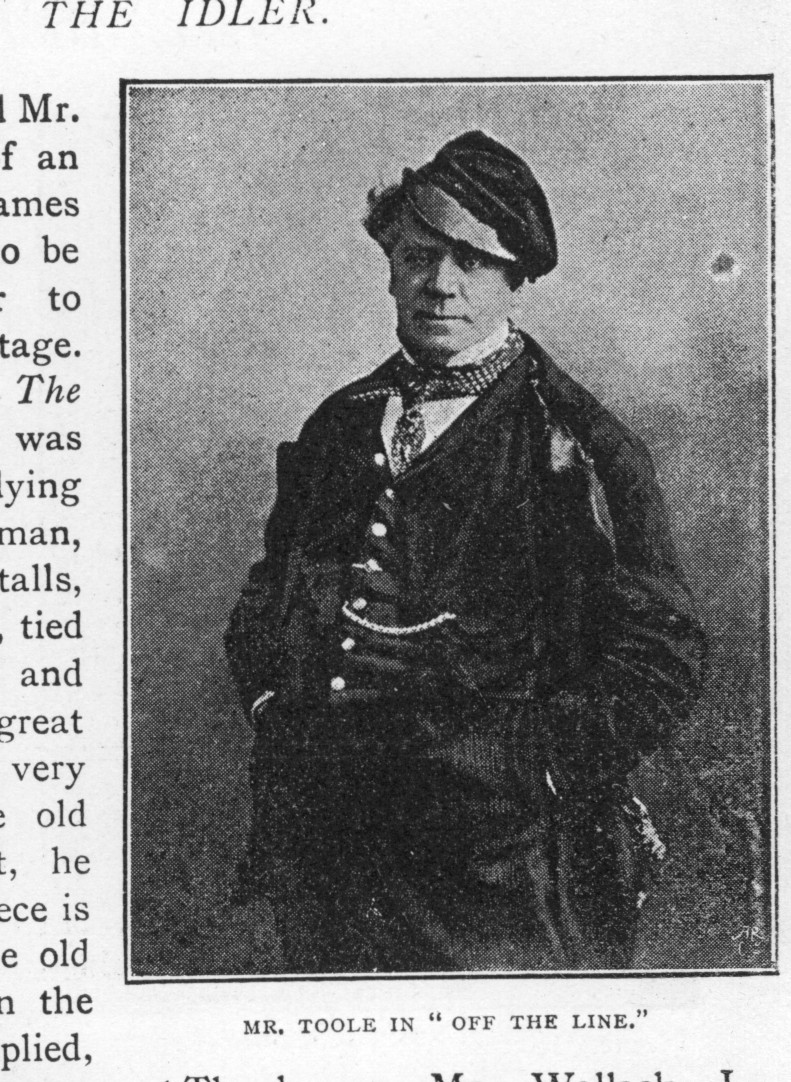 THE IDLER.
Mr.
f an
ames
o be
r to
tage.
The
was
lying
man,
talls,
, tied
and
great
very
e old
t, he
ece is
e old
n the
plied,
MR. TOOLE IN “ OFF THE LINE.”